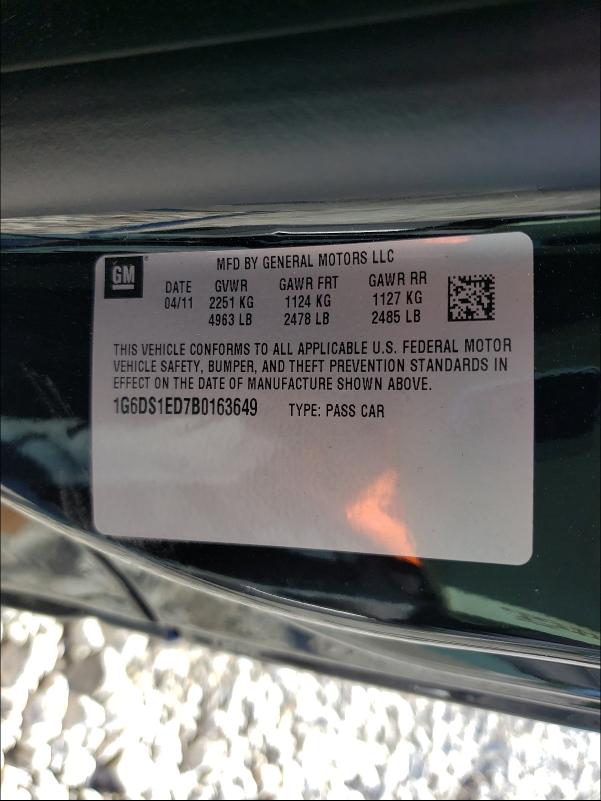 GM
MFD BY GENERAL MOTORS LLC
DATE GVWR GAWR FRT GAWR RR
04/11 2251 KG 1124 KG 1127 KG
4963 LB 2478 LB 2485 LB
THIS VEHICLE CONFORMS TO ALL APPLICABLE U.S. FEDERAL MOTOR
VEHICLE SAFETY, BUMPER, AND THEFT PREVENTION STANDARDS IN
EFFECT ON THE DATE OF MANUFACTURE SHOWN ABOVE.
1G6DS1ED7B0163649 TYPE: PASS CAR